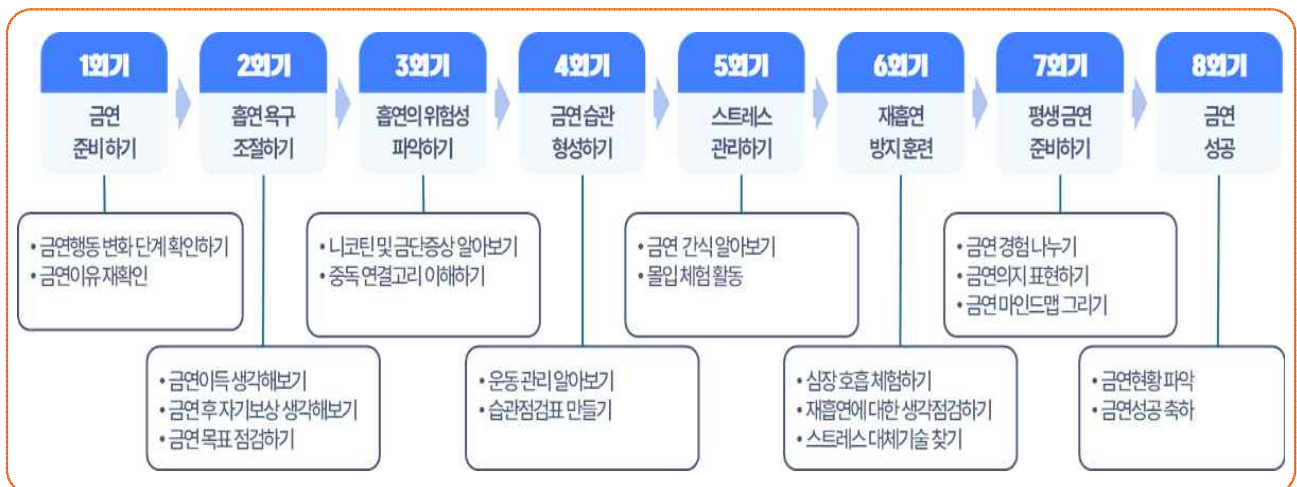 1회기
금연
준비 하기
2회기
흡연 욕구
조절하기
3회기
흡연의 위험성
파악하기
4회기
금연 습관
형성하기
5회기
스트레스
관리하기
6회기
재흡연
방지 훈련
7회기
평생 금연
준비하기
8회기
금연
성공
• 금연행동 변화 단계 확인하기
• 금연이유 재확인
• 니코틴 및 금단증상 알아보기
• 중독 연결고리 이해하기
• 금연 간식 알아보기
• 몰입 체험 활동
• 금연 경험 나누기
• 금연의지 표현하기
• 금연 마인드맵 그리기
• 금연이득 생각해보기
• 금연 후 자기보상 생각해보기
• 금연 목표 점검하기
• 운동 관리 알아보기
• 습관점검표 만들기
• 심장 호흡 체험하기
• 재흡연에 대한 생각점검하기
• 스트레스 대체기술 찾기
• 금연현황 파악
• 금연성공 축하